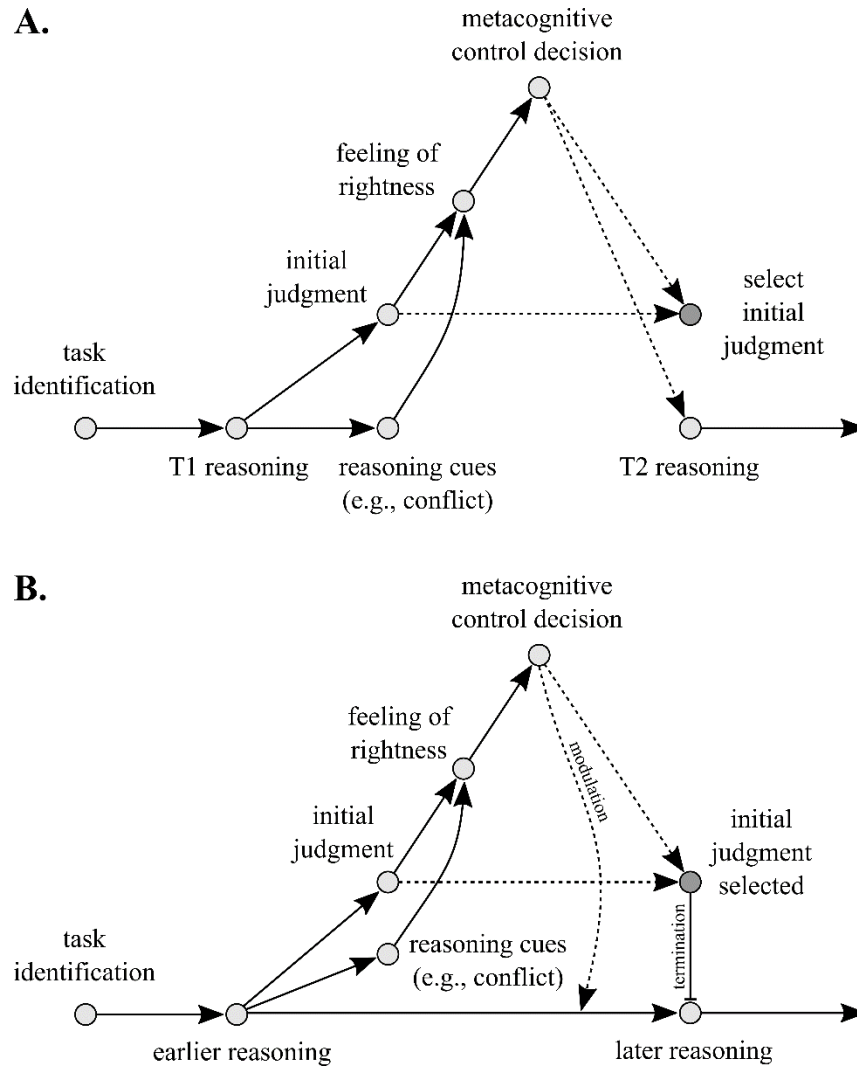 A.
metacognitive
control decision
feeling of
rightness
initial
judgment
select
initial
judgment
task
identification
T1 reasoning
reasoning cues
(e.g., conflict)
T2 reasoning
B.
metacognitive
control decision
feeling of
rightness
modulation
initial
judgment
initial
judgment
selected
reasoning cues
(e.g., conflict)
termination
task
identification
earlier reasoning
later reasoning